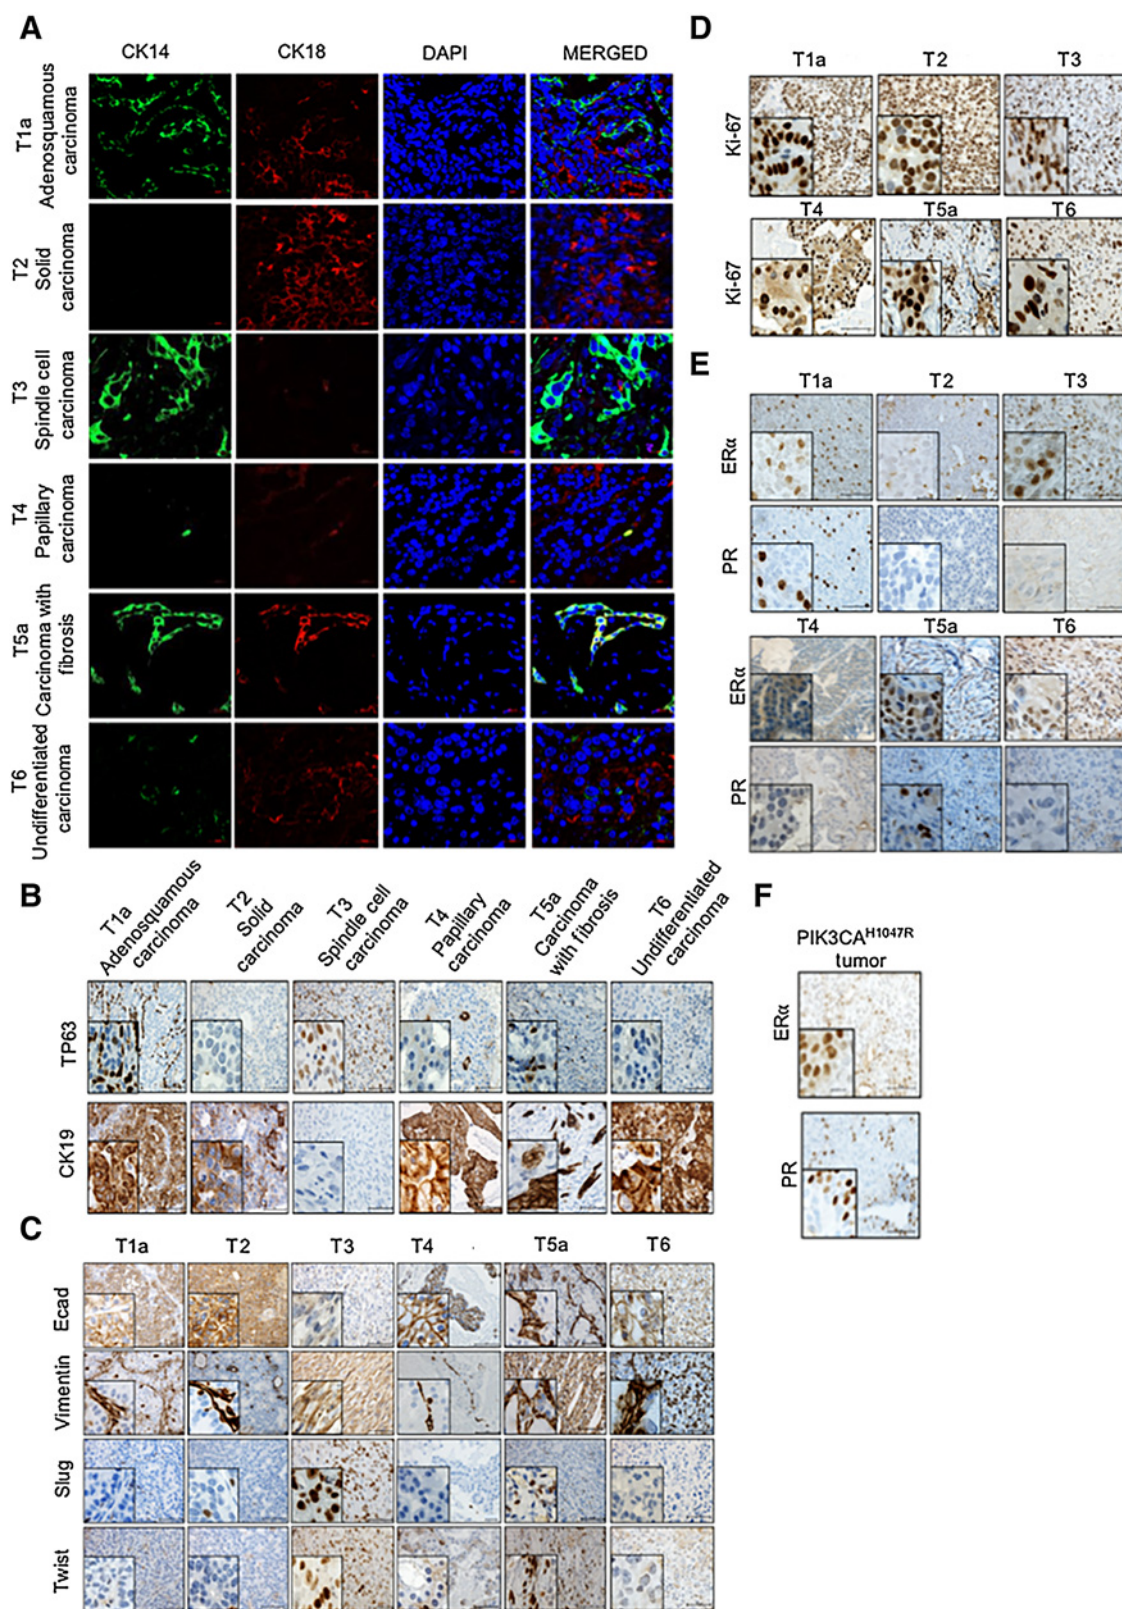 A
CK14 CK18 DAPI MERGED
T1a
Adenosquamous
carcinoma
T2
Solid
carcinoma
T3
Spindle cell
carcinoma
T4
Papillary
carcinoma
T5a
Carcinoma with
fibrosis
T6
Undifferentiated
carcinoma
B
T1a
Adenosquamous
carcinoma
T2
Solid
carcinoma
T3
Spindle cell
carcinoma
T4
Papillary
carcinoma
T5a
Carcinoma
with fibrosis
T6
Undifferentiated
carcinoma
TP63
CK19
C
T1a T2 T3 T4 T5a T6
Ecad
Vimentin
Slug
Twist
D
T1a T2 T3
Ki-67
T4 T5a T6
Ki-67
E
T1a T2 T3
ERα
PR
T4 T5a T6
ERα
PR
F
PIK3CAH1047R
tumor
ERα
PR